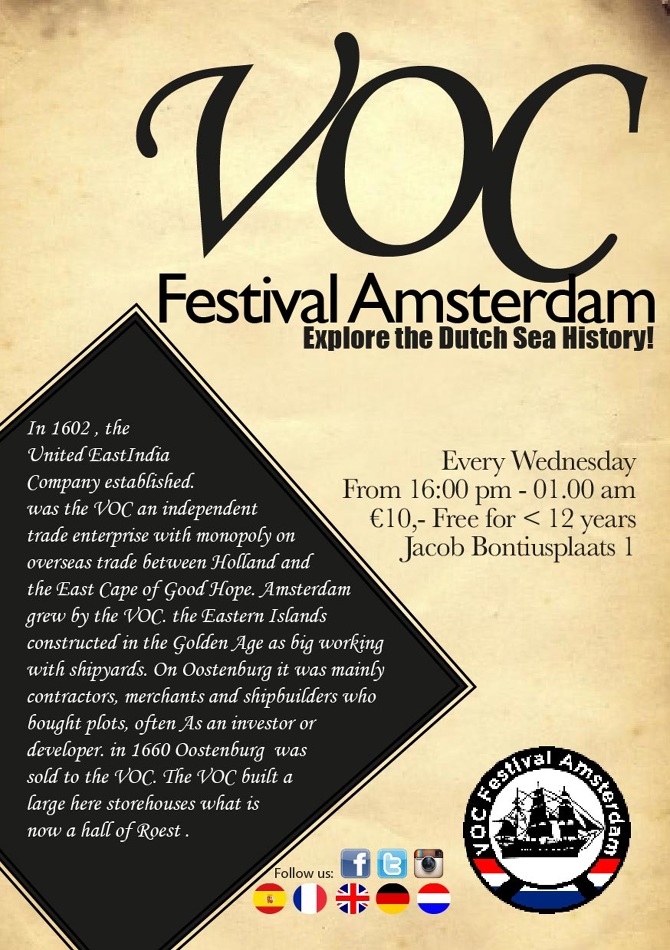 VOC
Festival Amsterdam
Explore the Dutch Sea History!
In 1602 , the
United EastIndia
Company established.
was the VOC an independent
trade enterprise with monopoly on
overseas trade between Holland and
the East Cape of Good Hope. Amsterdam
grew by the VOC. the Eastern Islands
constructed in the Golden Age as big working
with shipyards. On Oostenburg it was mainly
contractors, merchants and shipbuilders who
bought plots, often As an investor or
developer. in 1660 Oostenburg was
sold to the VOC. The VOC built a
large here storehouses what is
now a hall of Roest .
Every Wednesday
From 16:00 pm - 01.00 am
€10,- Free for < 12 years
Jacob Bontiusplaats 1
VOC Festival Amsterdam
Follow us: